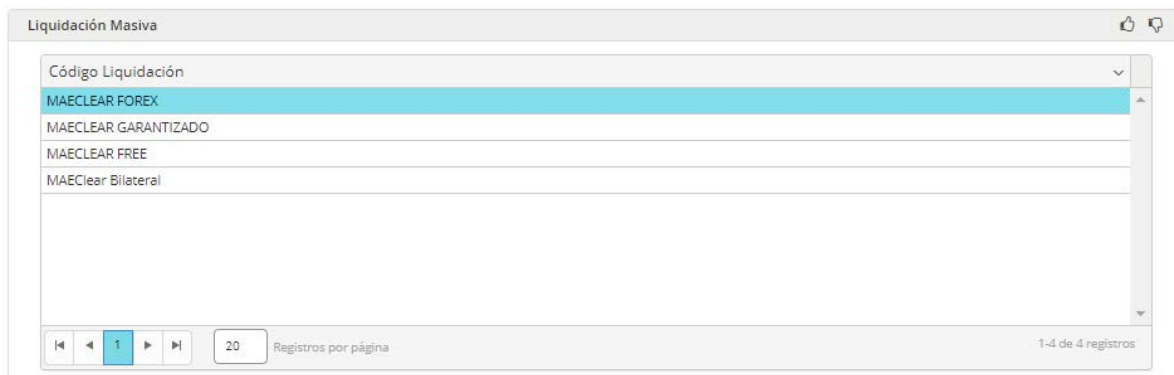 Liquidación Masiva
Código Liquidación
MAECLEAR FOREX
MAECLEAR GARANTIZADO
MAECLEAR FREE
MAEClear Bilateral
1 20 Registros por página 1-4 de 4 registros